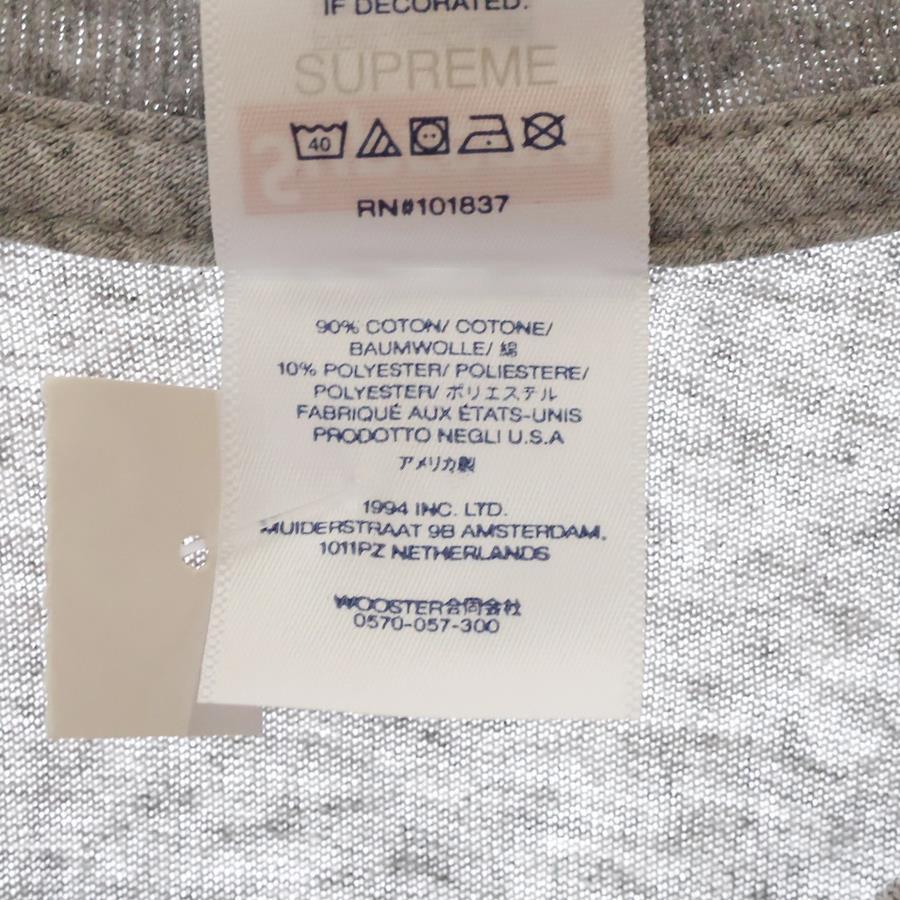 IF DECORATED.
SUPREME
40
RN#101837
90% COTON/ COTONE/
BAUMWOLLE/ 綿
10% POLYESTER/ POLIESTERE/
POLYESTER/ ポリエステル
FABRIQUÉ AUX ÉTATS-UNIS
PRODOTTO NEGLI U.S.A
アメリカ製
1994 INC. LTD.
MUIDERSTRAAT 9B AMSTERDAM,
1011PZ NETHERLANDS
WOOSTER合同会社
0570-057-300